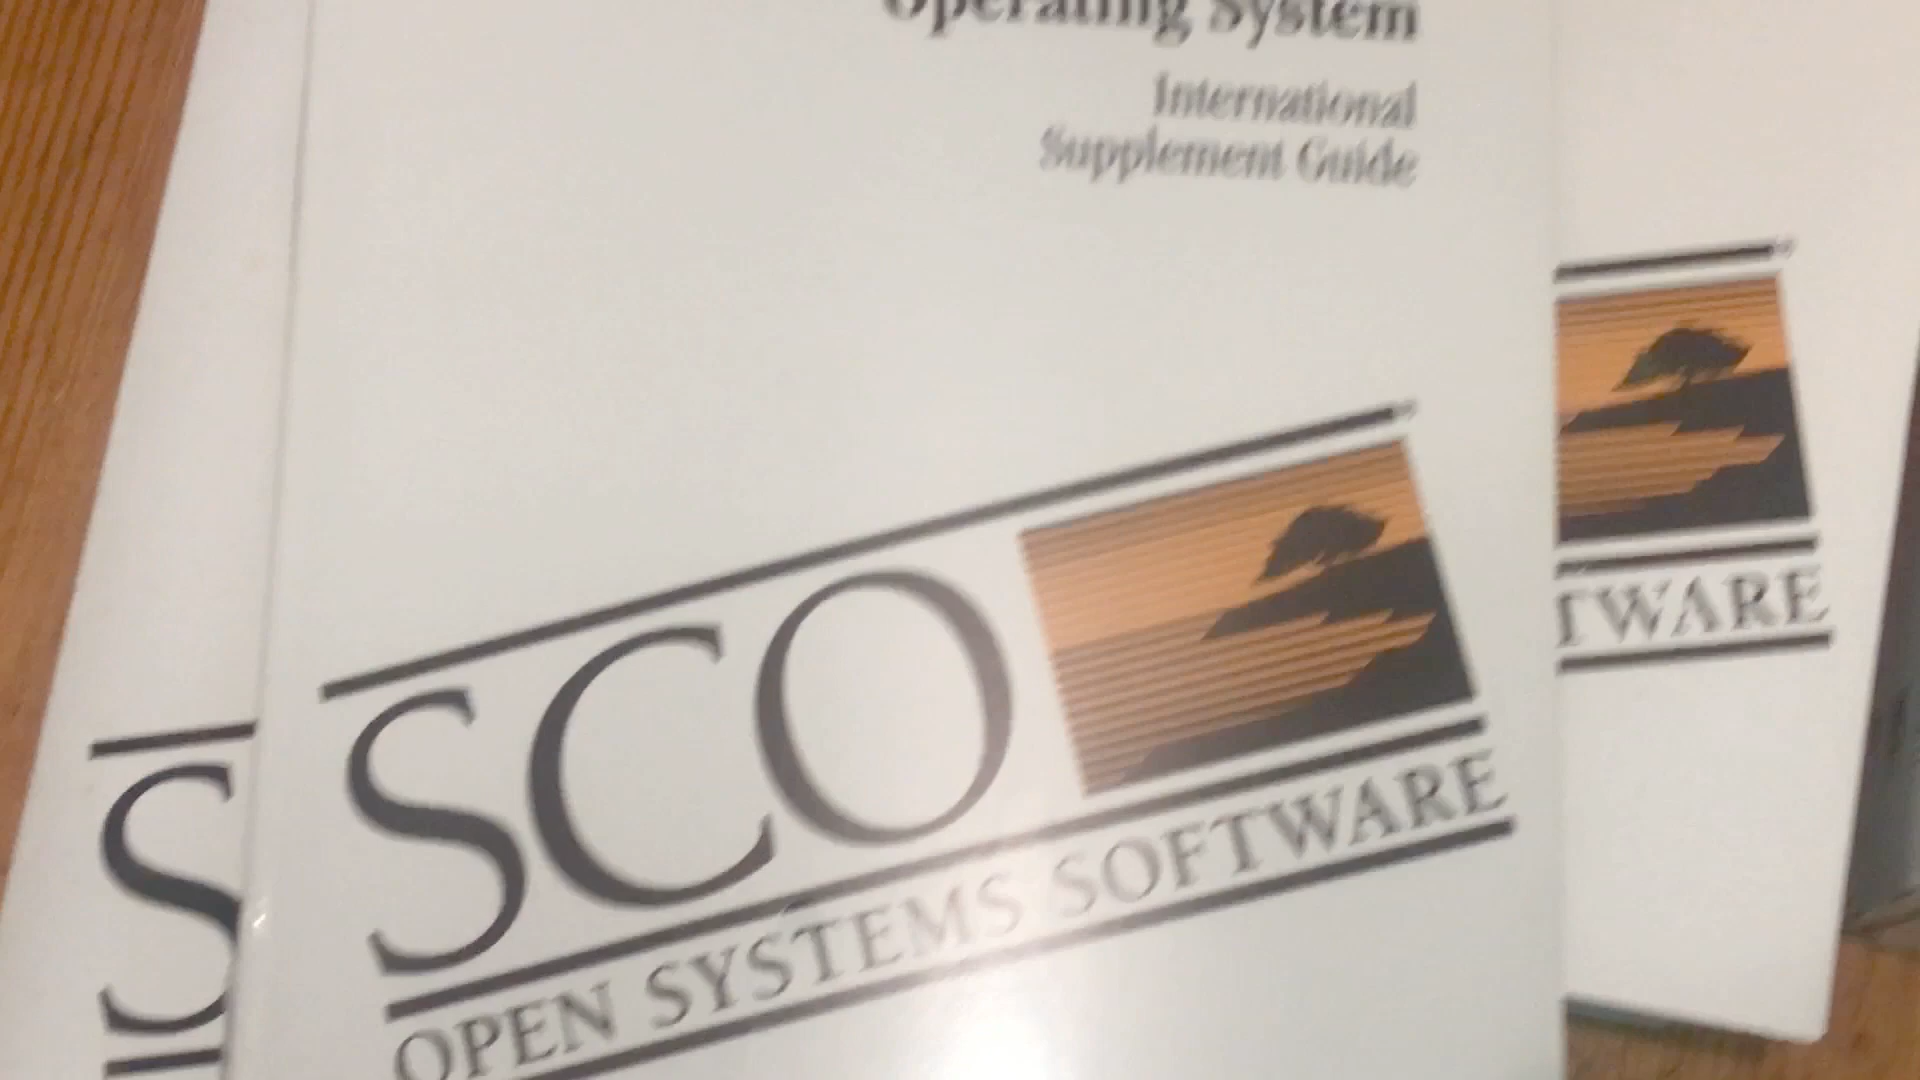 Operating System
International
Supplement Guide
SCO
OPEN SYSTEMS SOFTWARE
S
TWARE